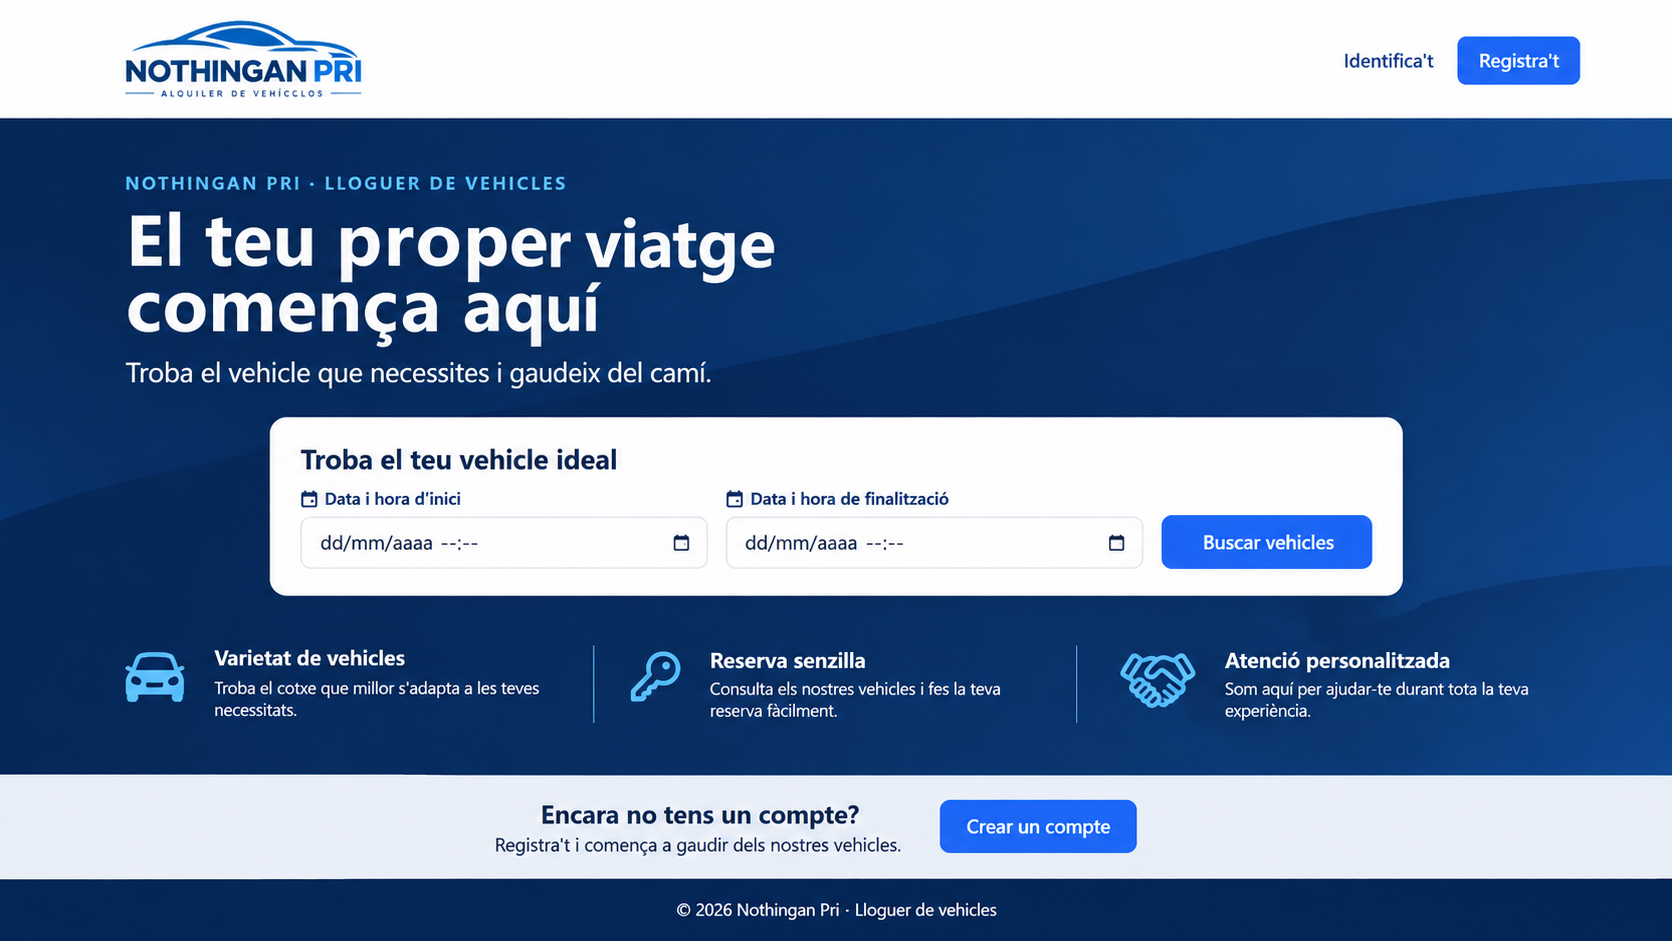 NOTHINGAN PRI
ALQUILER DE VEHÍCCLOS
Identifica't
Registra't
NOTHINGAN PRI · LLOGUER DE VEHICLES
El teu proper viatge
comença aquí
Troba el vehicle que necessites i gaudeix del camí.
Troba el teu vehicle ideal
Data i hora d'inici
Data i hora de finalització
dd/mm/aaaa --:--
dd/mm/aaaa --:--
Buscar vehicles
Varietat de vehicles
Troba el cotxe que millor s'adapta a les teves
necessitats.
Reserva senzilla
Consulta els nostres vehicles i fes la teva
reserva fàcilment.
Atenció personalitzada
Som aquí per ajudar-te durant tota la teva
experiència.
Encara no tens un compte?
Registra't i comença a gaudir dels nostres vehicles.
Crear un compte
© 2026 Nothingan Pri · Lloguer de vehicles